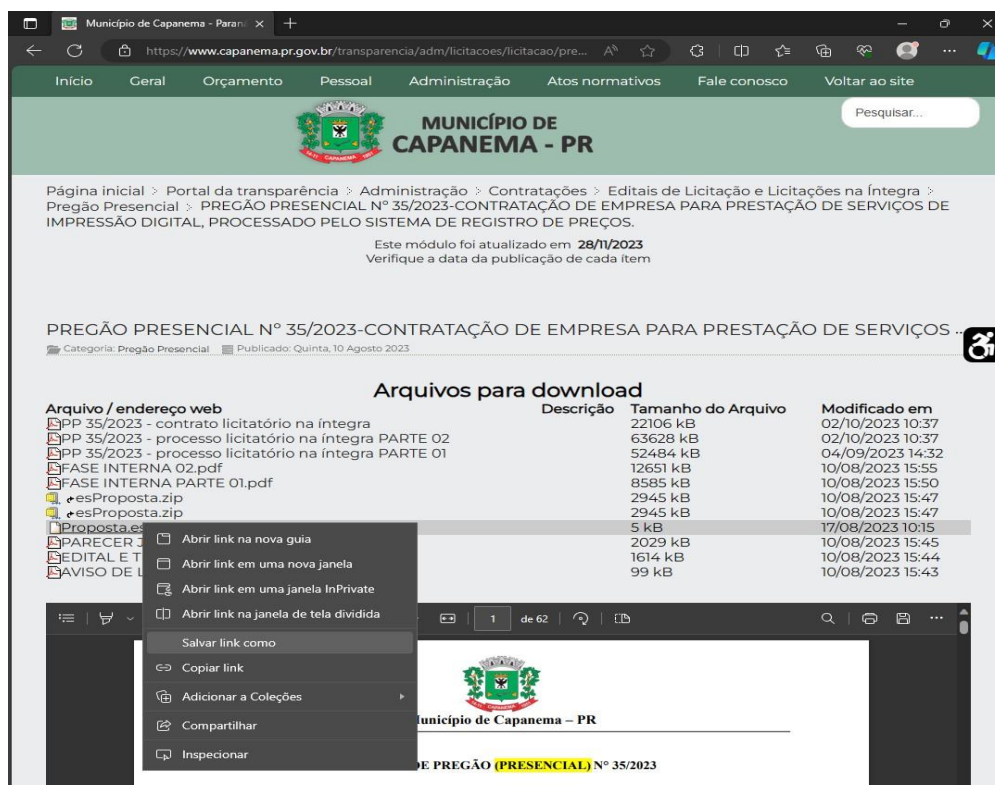 Município de Capanema - Paraná
https://www.capanema.pr.gov.br/transparencia/adm/licitacoes/licitacao/pre...
Início Geral Orçamento Pessoal Administração Atos normativos Fale conosco Voltar ao site
Pesquisar...
MUNICÍPIO DE
CAPANEMA - PR
Página inicial > Portal da transparência > Administração > Contratações > Editais de Licitação e Licitações na Íntegra >
Pregão Presencial > PREGÃO PRESENCIAL Nº 35/2023-CONTRATAÇÃO DE EMPRESA PARA PRESTAÇÃO DE SERVIÇOS DE
IMPRESSÃO DIGITAL, PROCESSADO PELO SISTEMA DE REGISTRO DE PREÇOS.
Este módulo foi atualizado em 28/11/2023
Verifique a data da publicação de cada ítem
PREGÃO PRESENCIAL Nº 35/2023-CONTRATAÇÃO DE EMPRESA PARA PRESTAÇÃO DE SERVIÇOS ...
Categoria: Pregão Presencial Publicado: Quinta, 10 Agosto 2023
Arquivos para download
Arquivo / endereço web Descrição Tamanho do Arquivo Modificado em
PP 35/2023 - contrato licitatório na íntegra 22106 kB 02/10/2023 10:37
PP 35/2023 - processo licitatório na íntegra PARTE 02 63628 kB 02/10/2023 10:37
PP 35/2023 - processo licitatório na íntegra PARTE 01 52484 kB 04/09/2023 14:32
FASE INTERNA 02.pdf 12651 kB 10/08/2023 15:55
FASE INTERNA PARTE 01.pdf 8585 kB 10/08/2023 15:50
esProposta.zip 2945 kB 10/08/2023 15:47
esProposta.zip 2945 kB 10/08/2023 15:47
Proposta.es 5 kB 17/08/2023 10:15
PARECER J 2029 kB 10/08/2023 15:45
EDITAL E T 1614 kB 10/08/2023 15:44
AVISO DE L 99 kB 10/08/2023 15:43
Abrir link na nova guia
Abrir link em uma nova janela
Abrir link em uma janela InPrivate
Abrir link na janela de tela dividida
Salvar link como
Copiar link
Adicionar a Coleções
Compartilhar
Inspecionar
1 de 62
Município de Capanema – PR
DE PREGÃO (PRESENCIAL) Nº 35/2023